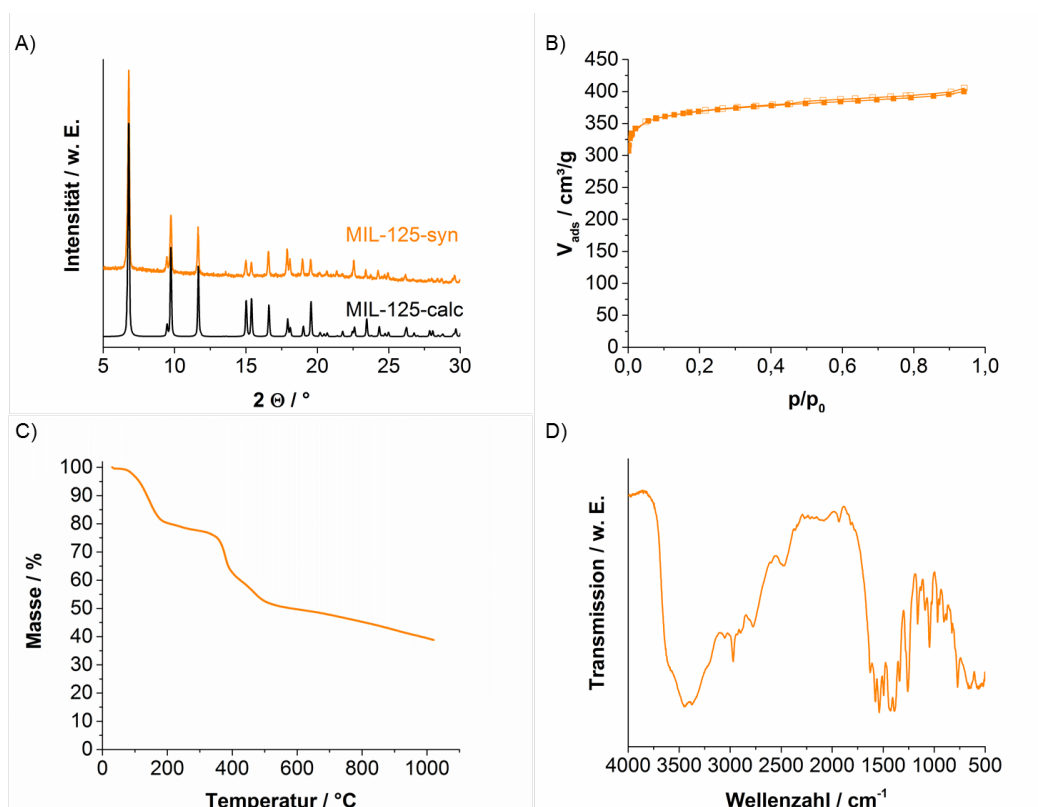 A)
Intensität / w. E.
MIL-125-syn
MIL-125-calc
5 10 15 20 25 30
2 Θ / °
B)
V_ads / cm³/g
450
400
350
300
250
200
150
100
50
0
0,0 0,2 0,4 0,6 0,8 1,0
p/p₀
C)
Masse / %
100
90
80
70
60
50
40
30
20
10
0
0 200 400 600 800 1000
Temperatur / °C
D)
Transmission / w. E.
4000 3500 3000 2500 2000 1500 1000 500
Wellenzahl / cm⁻¹